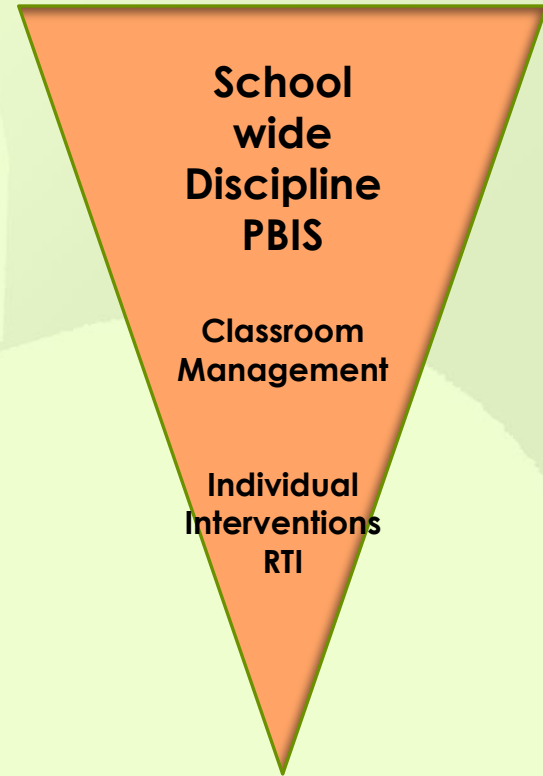 School
wide
Discipline
PBIS
Classroom
Management
Individual
Interventions
RTI